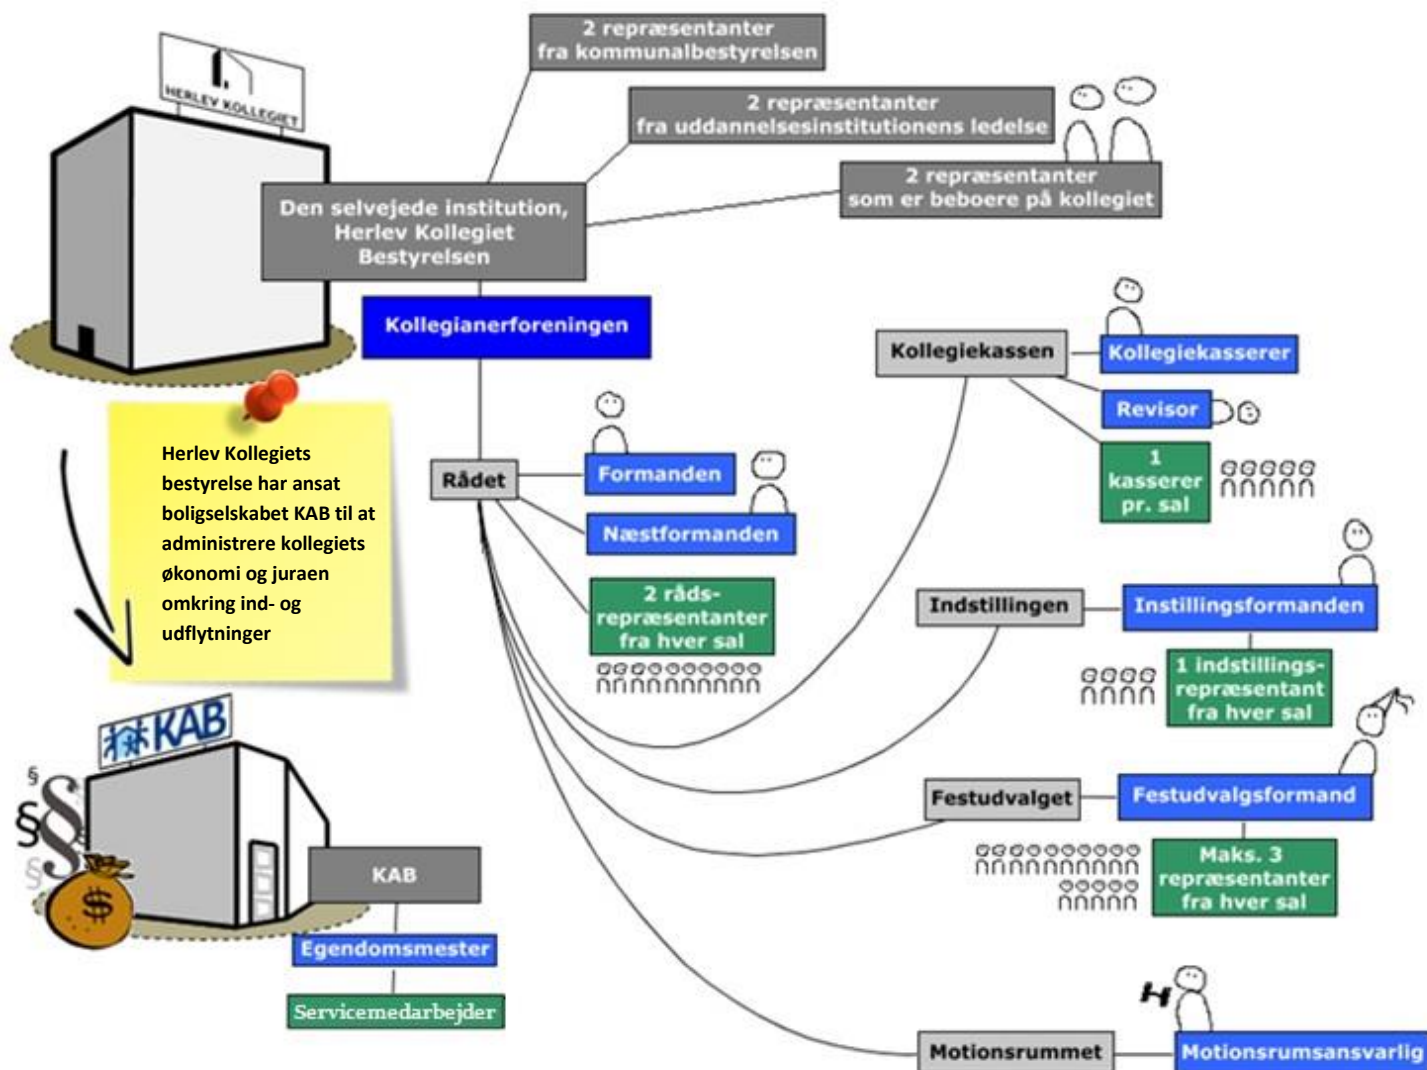 2 repræsentanter
fra kommunalbestyrelsen
HERLEV KOLLEGIET
2 repræsentanter
fra uddannelsesinstitutionens ledelse
2 repræsentanter
som er beboere på kollegiet
Den selvejede institution,
Herlev Kollegiet
Bestyrelsen
Kollegianerforeningen
Kollegiekassen
Kollegiekasserer
Revisor
1
kasserer
pr. sal
Herlev Kollegiets
bestyrelse har ansat
boligselskabet KAB til at
administrere kollegiets
økonomi og juraen
omkring ind- og
udflytninger
Rådet
Formanden
Næstformanden
2 råds-
repræsentanter
fra hver sal
Indstillingen
Instillingsformanden
1 indstillings-
repræsentant
fra hver sal
Festudvalget
Festudvalgsformand
Maks. 3
repræsentanter
fra hver sal
KAB
§
§
§
§
§
$
KAB
Egendomsmester
Servicemedarbejder
Motionsrummet
Motionsrumsansvarlig